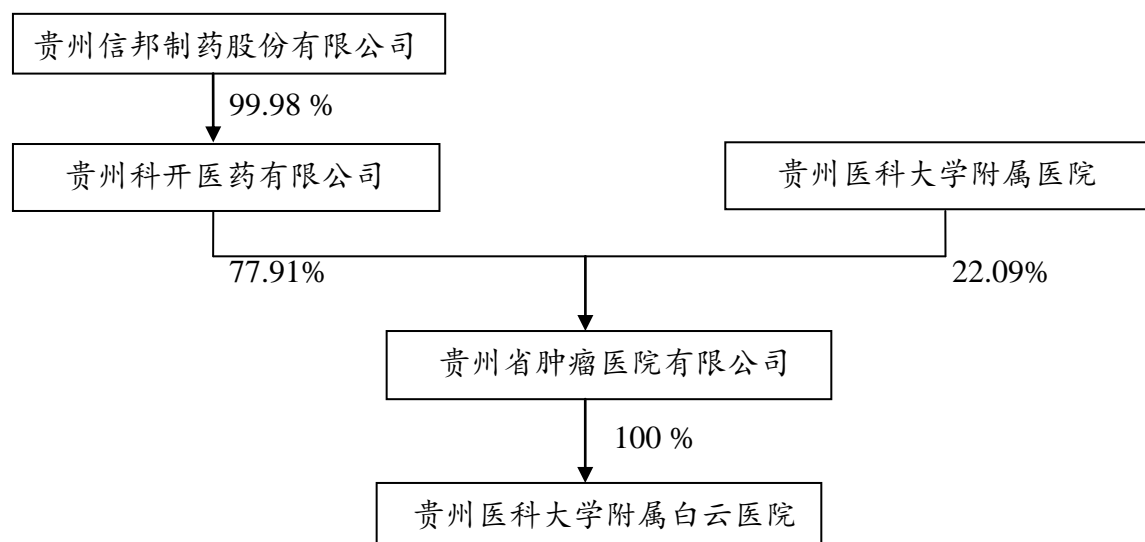 贵州信邦制药股份有限公司
99.98 %
贵州科开医药有限公司
贵州医科大学附属医院
77.91%
22.09%
贵州省肿瘤医院有限公司
100 %
贵州医科大学附属白云医院